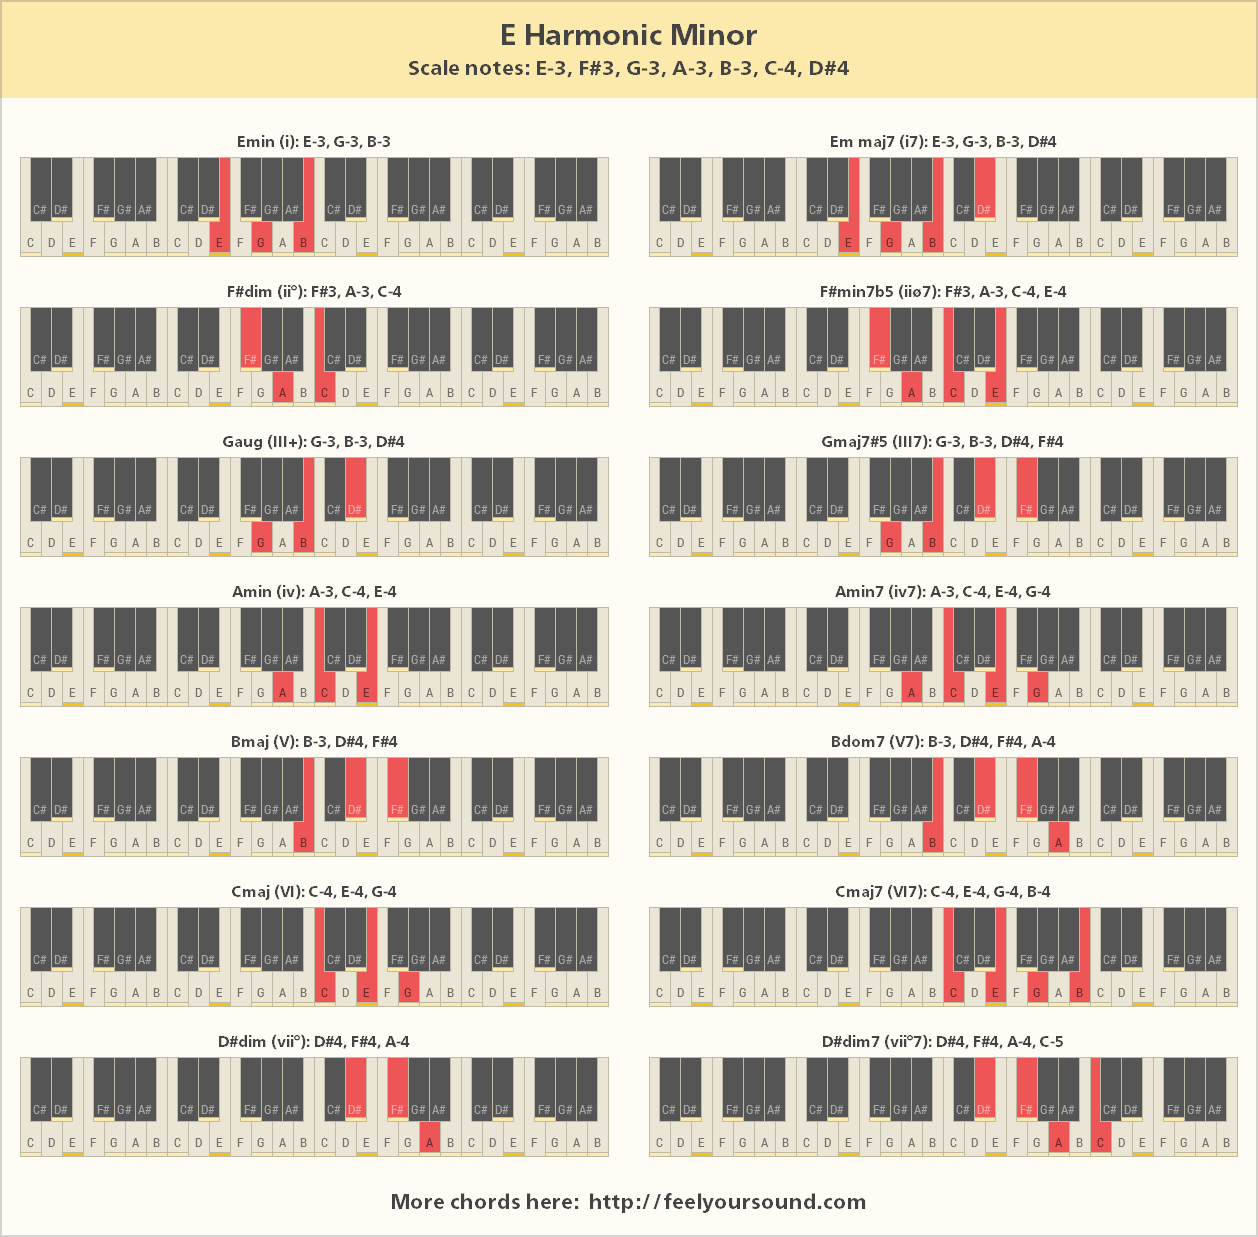 E Harmonic Minor
Scale notes: E-3, F#3, G-3, A-3, B-3, C-4, D#4
Emin (i): E-3, G-3, B-3
C# D# F# G# A# C# D# F# G# A# C# D# F# G# A# C# D# F# G# A#
C D E F G A B C D E F G A B C D E F G A B C D E F G A B
Em maj7 (i7): E-3, G-3, B-3, D#4
C# D# F# G# A# C# D# F# G# A# C# D# F# G# A# C# D# F# G# A#
C D E F G A B C D E F G A B C D E F G A B C D E F G A B
F#dim (ii°): F#3, A-3, C-4
C# D# F# G# A# C# D# F# G# A# C# D# F# G# A# C# D# F# G# A#
C D E F G A B C D E F G A B C D E F G A B C D E F G A B
F#min7b5 (iiø7): F#3, A-3, C-4, E-4
C# D# F# G# A# C# D# F# G# A# C# D# F# G# A# C# D# F# G# A#
C D E F G A B C D E F G A B C D E F G A B C D E F G A B
Gaug (III+): G-3, B-3, D#4
C# D# F# G# A# C# D# F# G# A# C# D# F# G# A# C# D# F# G# A#
C D E F G A B C D E F G A B C D E F G A B C D E F G A B
Gmaj7#5 (III7): G-3, B-3, D#4, F#4
C# D# F# G# A# C# D# F# G# A# C# D# F# G# A# C# D# F# G# A#
C D E F G A B C D E F G A B C D E F G A B C D E F G A B
Amin (iv): A-3, C-4, E-4
C# D# F# G# A# C# D# F# G# A# C# D# F# G# A# C# D# F# G# A#
C D E F G A B C D E F G A B C D E F G A B C D E F G A B
Amin7 (iv7): A-3, C-4, E-4, G-4
C# D# F# G# A# C# D# F# G# A# C# D# F# G# A# C# D# F# G# A#
C D E F G A B C D E F G A B C D E F G A B C D E F G A B
Bmaj (V): B-3, D#4, F#4
C# D# F# G# A# C# D# F# G# A# C# D# F# G# A# C# D# F# G# A#
C D E F G A B C D E F G A B C D E F G A B C D E F G A B
Bdom7 (V7): B-3, D#4, F#4, A-4
C# D# F# G# A# C# D# F# G# A# C# D# F# G# A# C# D# F# G# A#
C D E F G A B C D E F G A B C D E F G A B C D E F G A B
Cmaj (VI): C-4, E-4, G-4
C# D# F# G# A# C# D# F# G# A# C# D# F# G# A# C# D# F# G# A#
C D E F G A B C D E F G A B C D E F G A B C D E F G A B
Cmaj7 (VI7): C-4, E-4, G-4, B-4
C# D# F# G# A# C# D# F# G# A# C# D# F# G# A# C# D# F# G# A#
C D E F G A B C D E F G A B C D E F G A B C D E F G A B
D#dim (vii°): D#4, F#4, A-4
C# D# F# G# A# C# D# F# G# A# C# D# F# G# A# C# D# F# G# A#
C D E F G A B C D E F G A B C D E F G A B C D E F G A B
D#dim7 (vii°7): D#4, F#4, A-4, C-5
C# D# F# G# A# C# D# F# G# A# C# D# F# G# A# C# D# F# G# A#
C D E F G A B C D E F G A B C D E F G A B C D E F G A B
More chords here: http://feelyoursound.com